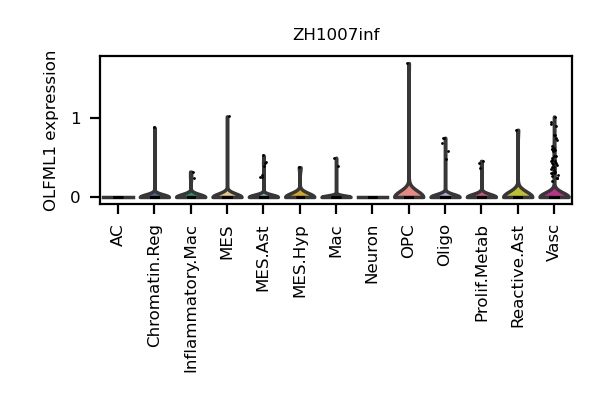 ZH1007inf
OLFML1 expression
1
0
AC
Chromatin.Reg
Inflammatory.Mac
MES
MES.Ast
MES.Hyp
Mac
Neuron
OPC
Oligo
Prolif.Metab
Reactive.Ast
Vasc